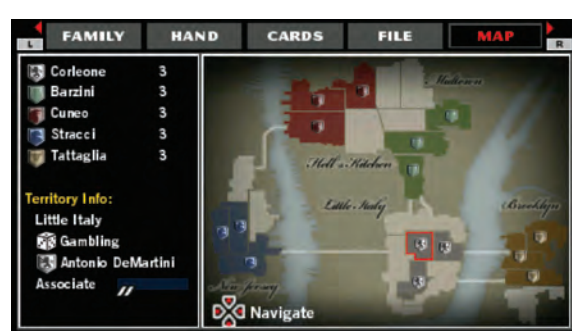 L FAMILY HAND CARDS FILE MAP R
Corleone 3
Barzini 3
Cuneo 3
Stracci 3
Tattaglia 3
Territory Info:
Little Italy
Gambling
Antonio DeMartini
Associate
Midtown
Hell's Kitchen
Little Italy
Brooklyn
New Jersey
Navigate